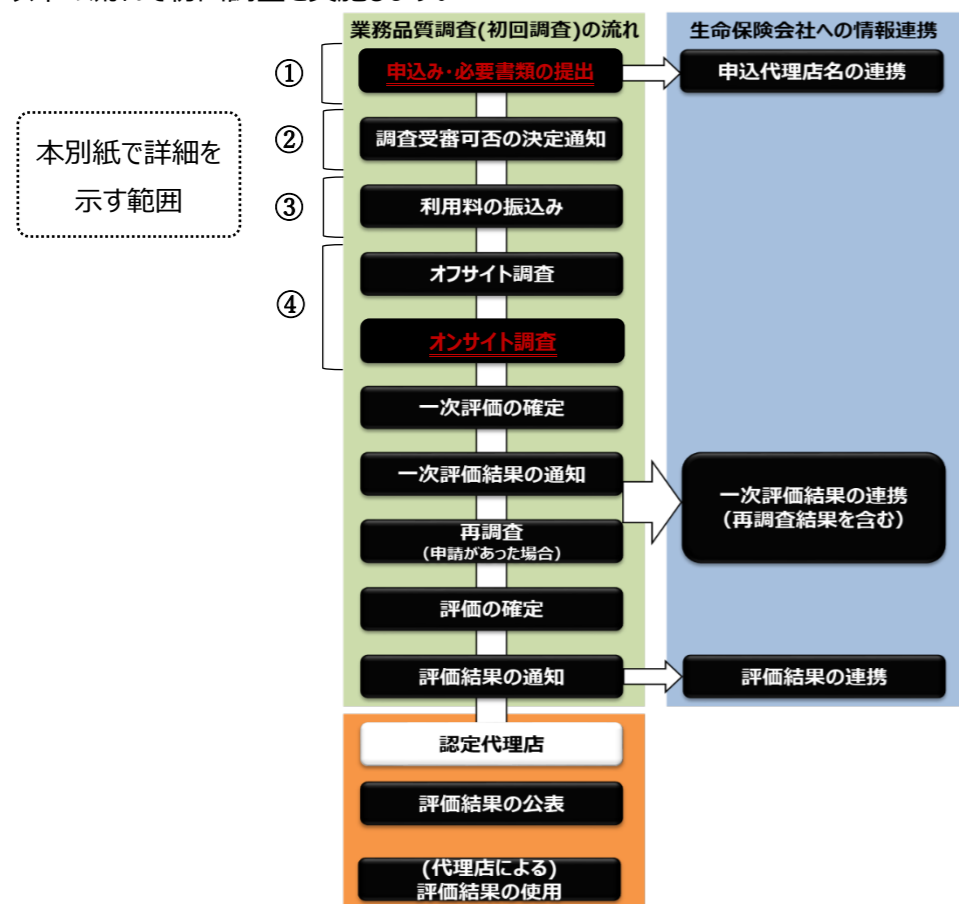 業務品質調査(初回調査)の流れ
生命保険会社への情報連携
①
申込み・必要書類の提出
申込代理店名の連携
②
調査受審可否の決定通知
本別紙で詳細を
示す範囲
③
利用料の振込み
④
オフサイト調査
オンサイト調査
一次評価の確定
一次評価結果の通知
一次評価結果の連携
(再調査結果を含む)
再調査
(申請があった場合)
評価の確定
評価結果の通知
評価結果の連携
認定代理店
評価結果の公表
(代理店による)
評価結果の使用